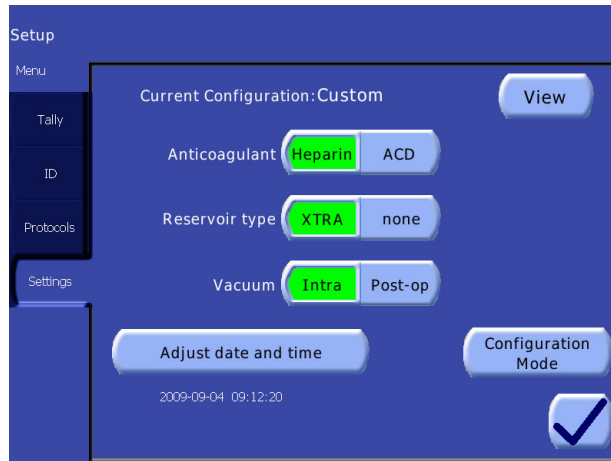 Setup
Menu
Tally
ID
Protocols
Settings
Current Configuration:Custom
View
Anticoagulant Heparin ACD
Reservoir type XTRA none
Vacuum Intra Post-op
Adjust date and time
Configuration
Mode
2009-09-04 09:12:20